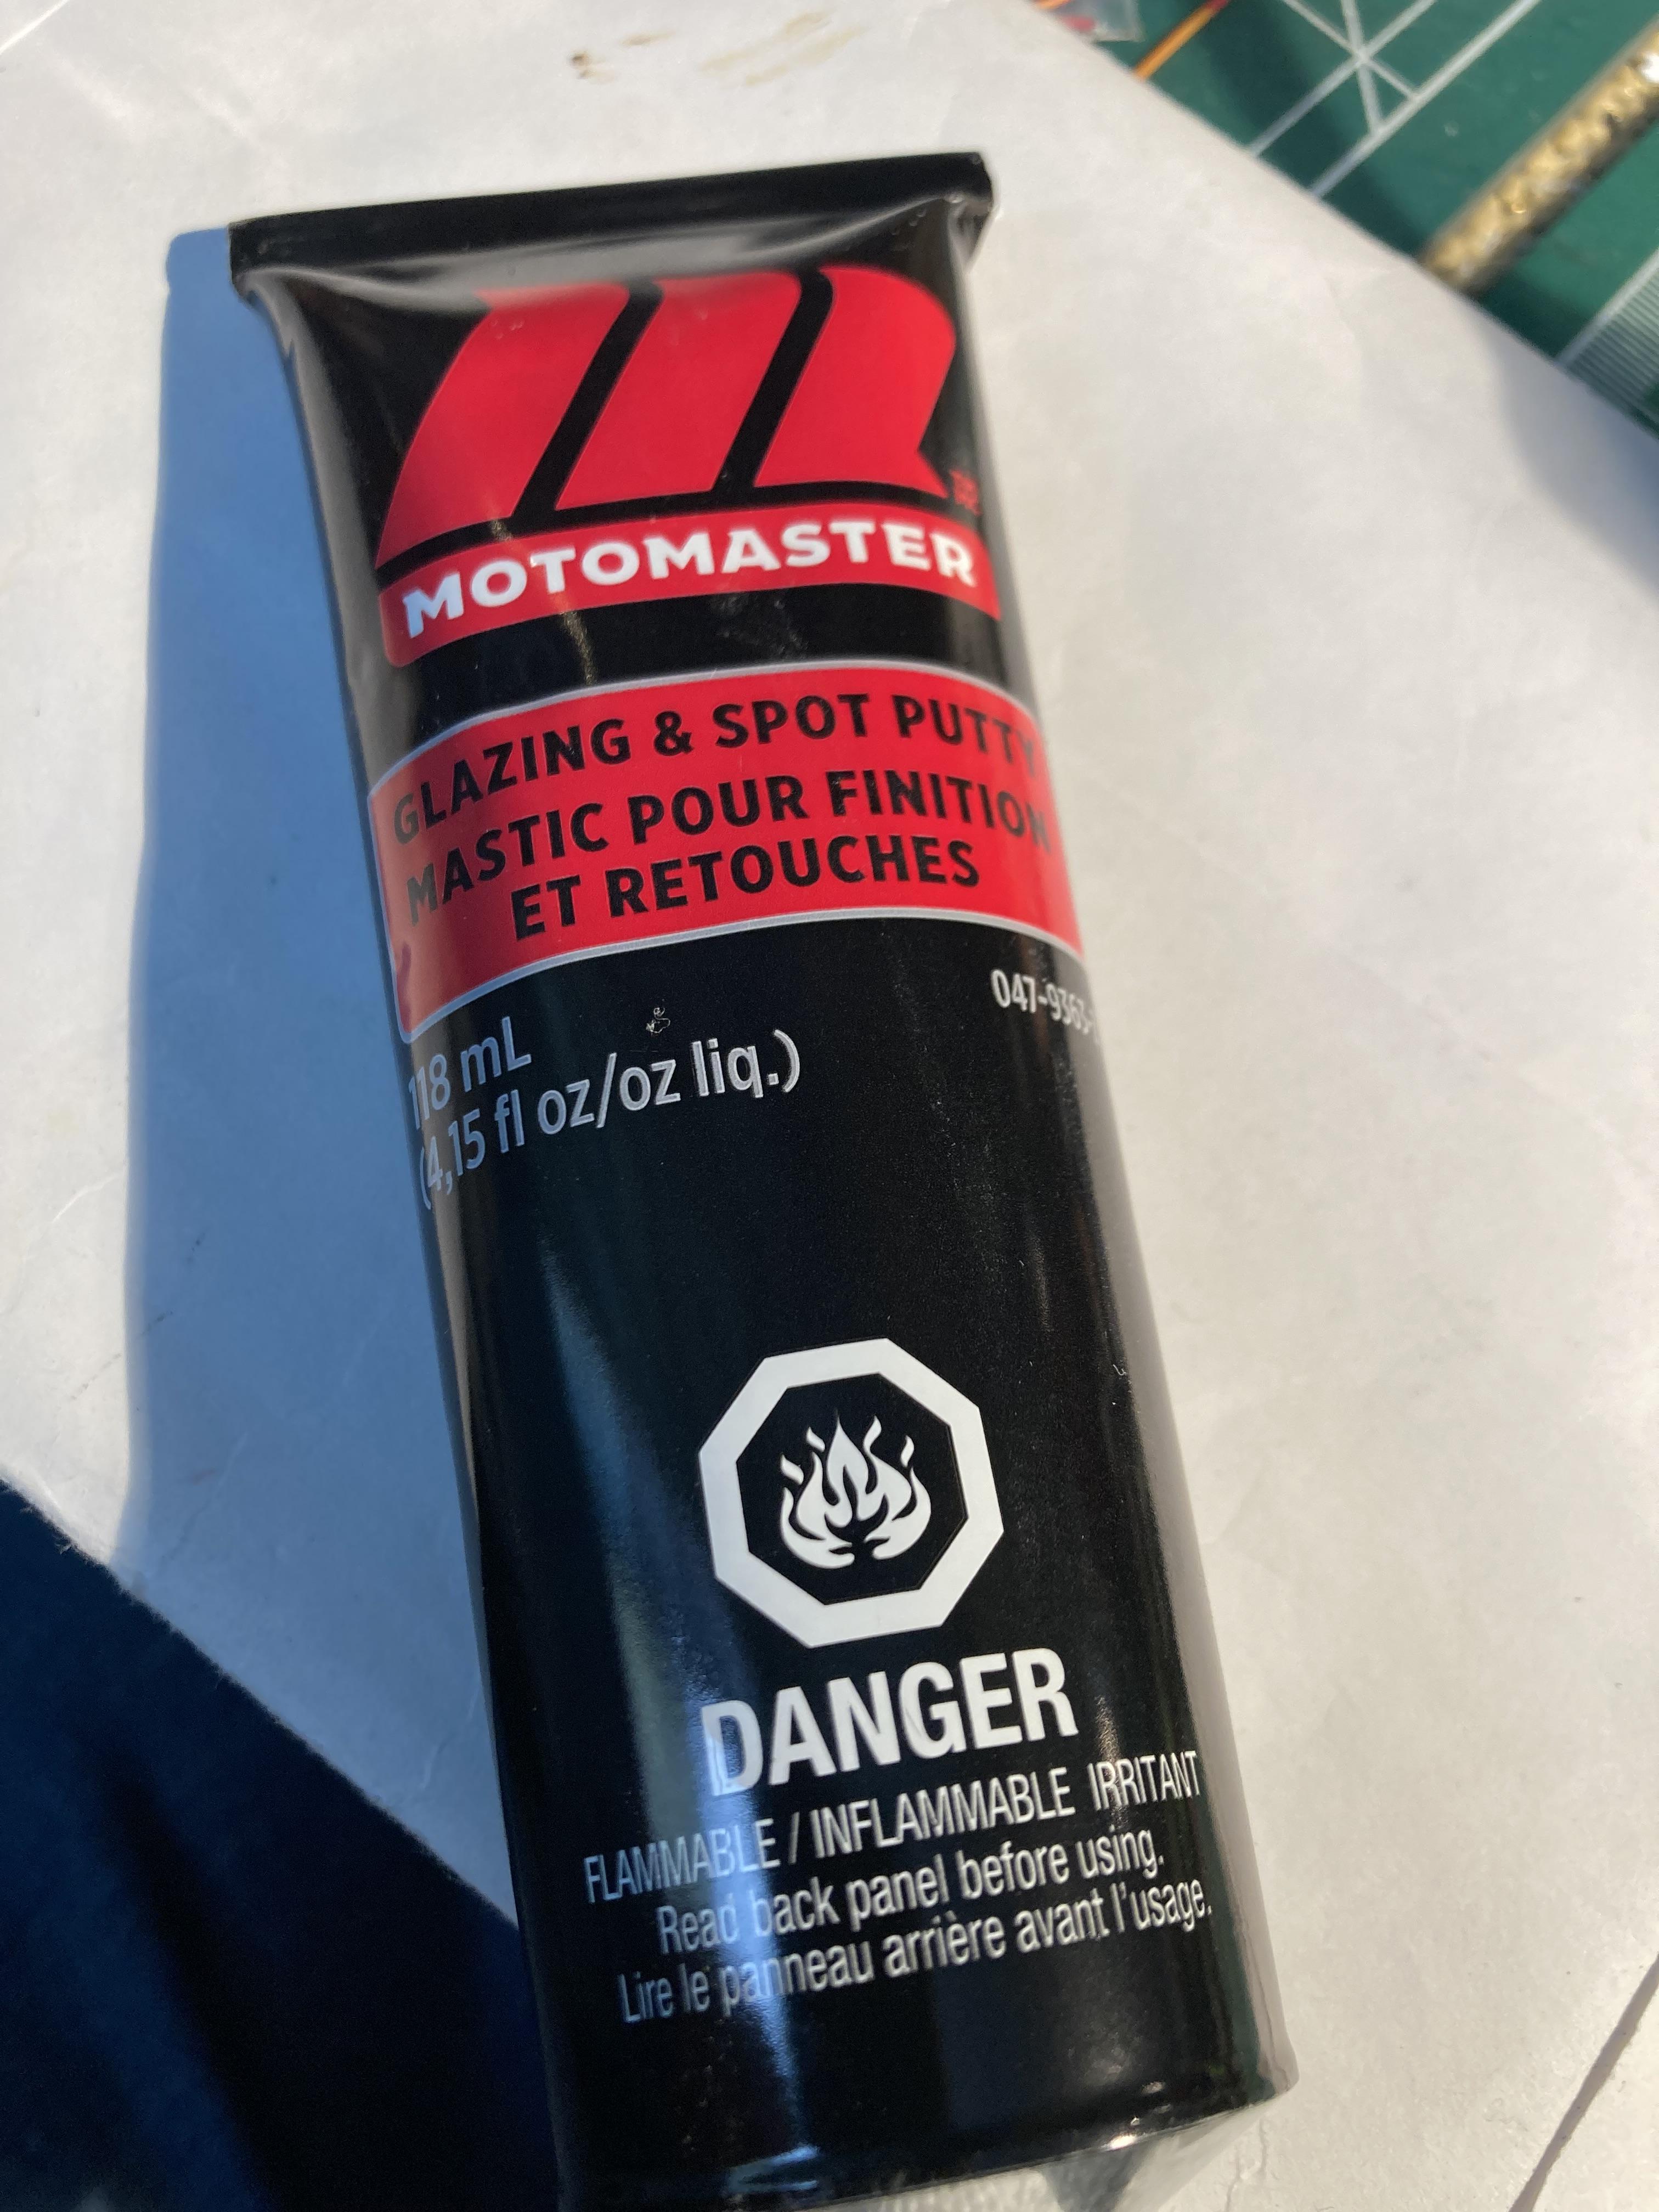 MOTOMASTER
GLAZING & SPOT PUTTY
MASTIC POUR FINITION
ET RETOUCHES
118 mL
(4,15 fl oz/oz liq.)
DANGER
FLAMMABLE / INFLAMMABLE IRRITANT
Read back panel before using.
Lire le panneau arrière avant l'usage.